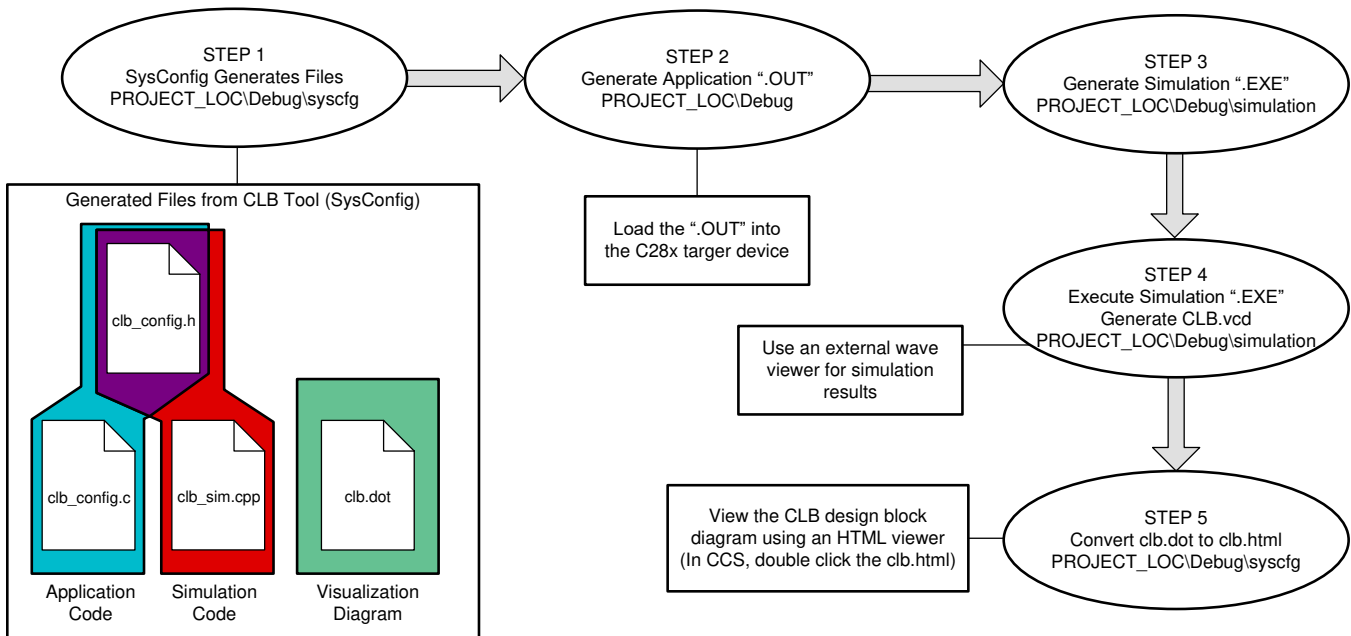 STEP 1
SysConfig Generates Files
PROJECT_LOC\Debug\syscfg
STEP 2
Generate Application “.OUT”
PROJECT_LOC\Debug
STEP 3
Generate Simulation “.EXE”
PROJECT_LOC\Debug\simulation
Generated Files from CLB Tool (SysConfig)
clb_config.h
clb_config.c
clb_sim.cpp
clb.dot
Application
Code
Simulation
Code
Visualization
Diagram
Load the “.OUT” into
the C28x targer device
STEP 4
Execute Simulation “.EXE”
Generate CLB.vcd
PROJECT_LOC\Debug\simulation
Use an external wave
viewer for simulation
results
STEP 5
Convert clb.dot to clb.html
PROJECT_LOC\Debug\syscfg
View the CLB design block
diagram using an HTML viewer
(In CCS, double click the clb.html)